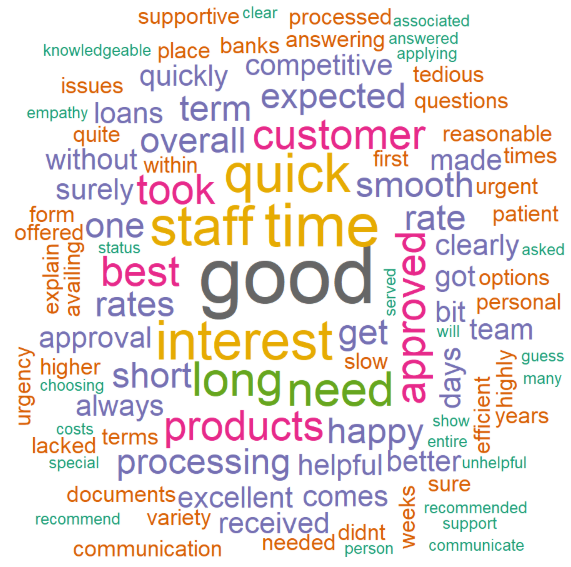 clear
supportive processed associated
answering answered
knowledgeable place banks applying
quickly competitive tedious
issues expected questions
empathy loans term
quite overall customer reasonable
without within quick first made times
surely took smooth urgent
form staff time rate patient
offered one
status clearly asked
explain availing best good served approved got options
rates bit personal
approval interest get will team
higher slow guess
urgency choosing short long need days highly many
always efficient years
costs products happy show
lacked terms entire
special processing helpful better unhelpful
documents sure
excellent comes weeks recommended
recommend variety received support
needed didnt
communication person communicate